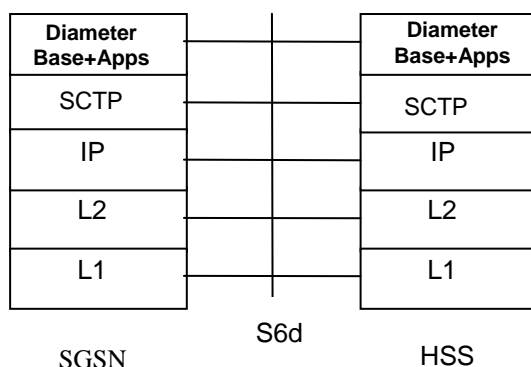 Diameter
Base+Apps
SCTP
IP
L2
L1
SGSN
S6d
Diameter
Base+Apps
SCTP
IP
L2
L1
HSS